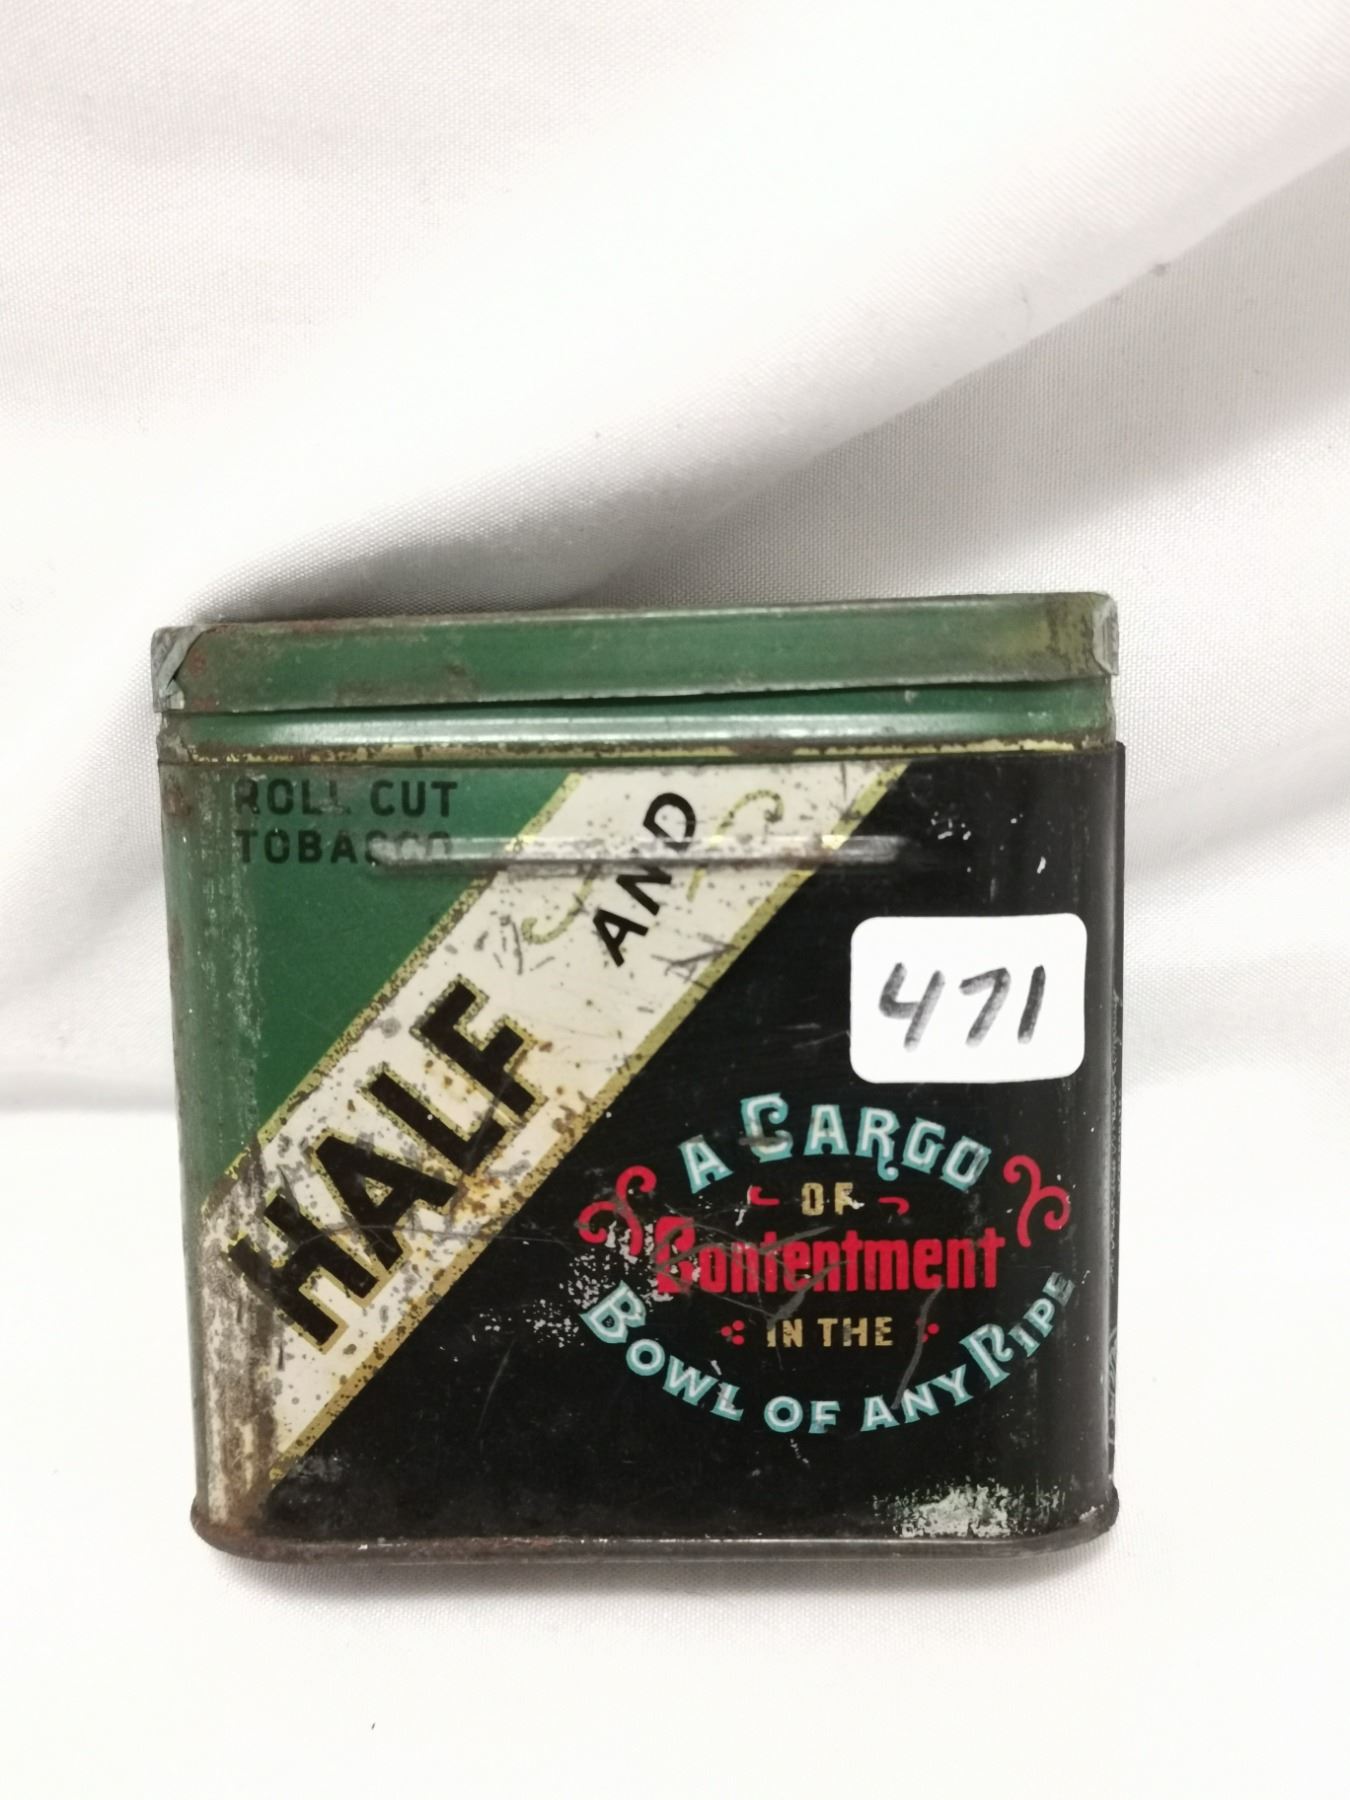 ROLL CUT
TOBACCO
HALF AND
471
A CARGO
OF
Contentment
IN THE
BOWL OF ANY PIPE